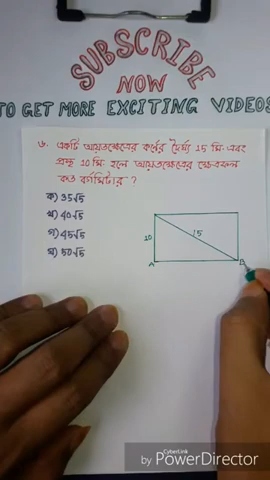 SUBSCRIBE
NOW
TO GET MORE EXCITING VIDEOS
৬. একটি আয়তক্ষেত্রের কর্ণের দৈর্ঘ্য 15 মি এবং
প্রস্থ 10 মি হলে আয়তক্ষেত্রের ক্ষেত্রফল
কত বর্গমিটার ?
ক) 35√5
খ) 40√5
গ) 45√5
ঘ) 50√5
10
15
A
B
CyberLink
by PowerDirector